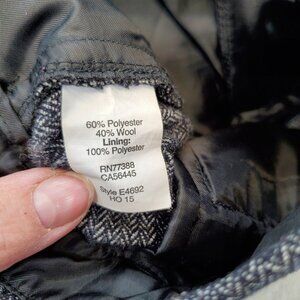 60% Polyester
40% Wool
Lining:
100% Polyester
RN77388
CA56445
Style E4692
HO 15